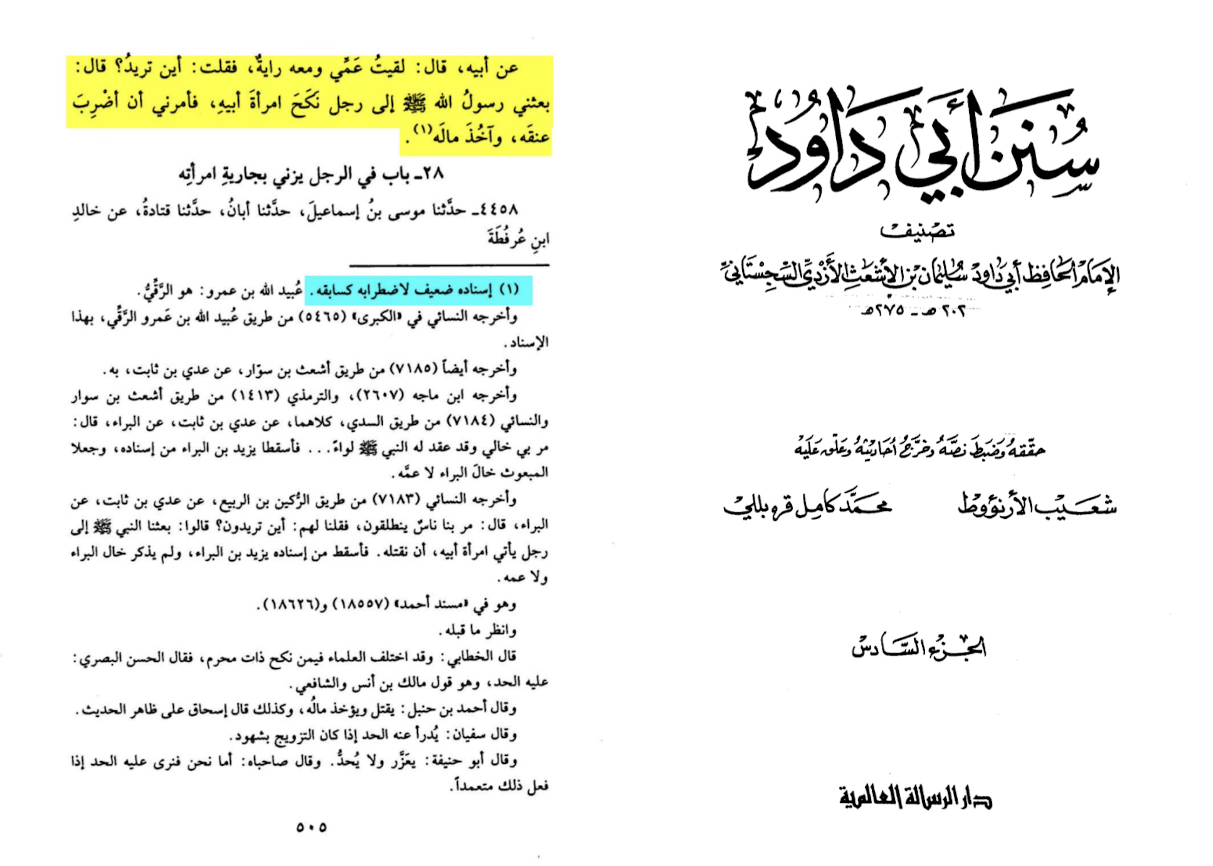 سُنَن أَبي دَاوُد
تصنيف
الإمام الحافظ أبي داود سليمان بن الأشعث الأزدي السجستاني
٢٠٢ هـ - ٢٧٥ هـ
حققه وضبط نصه وخرج أحاديثه وعلق عليه
شعيب الأرنؤوط محمد كامل قره بللي
الجزء السادس
دار الرسالة العالمية
عن أبيه، قال: لقيتُ عَمِّي ومعه رايةٌ، فقلت: أين تريدُ؟ قال:
بعثني رسولُ الله ﷺ إلى رجل نَكَحَ امرأةَ أبيهِ، فأمرني أن أضْرِبَ
عنقَه، وآخُذَ مالَه(١).
٢٨ـ باب في الرجل يزني بجاريةِ امرأتِه
٤٤٥٨ـ حدَّثنا موسى بنُ إسماعيلَ، حدَّثنا أبانُ، حدَّثنا قتادةُ، عن خالدِ
ابنِ عُرفُطَةَ
(١) إسناده ضعيف لاضطرابه كسابقه. عُبيد الله بن عمرو: هو الرَّقِّيُّ.
وأخرجه النسائي في «الكبرى» (٥٤٦٥) من طريق عُبيد الله بن عَمرو الرَّقِّي، بهذا
الإسناد.
وأخرجه أيضاً (٧١٨٥) من طريق أشعث بن سوّار، عن عدي بن ثابت، به.
وأخرجه ابن ماجه (٢٦٠٧)، والترمذي (١٤١٣) من طريق أشعث بن سوار
والنسائي (٧١٨٤) من طريق السدي، كلاهما، عن عدي بن ثابت، عن البراء، قال:
مر بي خالي وقد عقد له النبي ﷺ لواءً... فأسقطا يزيد بن البراء من إسناده، وجعلا
المبعوث خالَ البراء لا عمَّه.
وأخرجه النسائي (٧١٨٣) من طريق الرُّكين بن الربيع، عن عدي بن ثابت، عن
البراء، قال: مر بنا ناسٌ ينطلقون، فقلنا لهم: أين تريدون؟ قالوا: بعثنا النبي ﷺ إلى
رجل يأتي امرأة أبيه، أن نقتله. فأسقط من إسناده يزيد بن البراء، ولم يذكر خال البراء
ولا عمه.
وهو في «مسند أحمد» (١٨٥٥٧) و(١٨٦٢٦).
وانظر ما قبله.
قال الخطابي: وقد اختلف العلماء فيمن نكح ذات محرم، فقال الحسن البصري:
عليه الحد، وهو قول مالك بن أنس والشافعي.
وقال أحمد بن حنبل: يقتل ويؤخذ مالُه، وكذلك قال إسحاق على ظاهر الحديث.
وقال سفيان: يُدرأ عنه الحد إذا كان التزويج بشهود.
وقال أبو حنيفة: يعَزَّر ولا يُحدُّ. وقال صاحباه: أما نحن فنرى عليه الحد إذا
فعل ذلك متعمداً.
٥٠٥